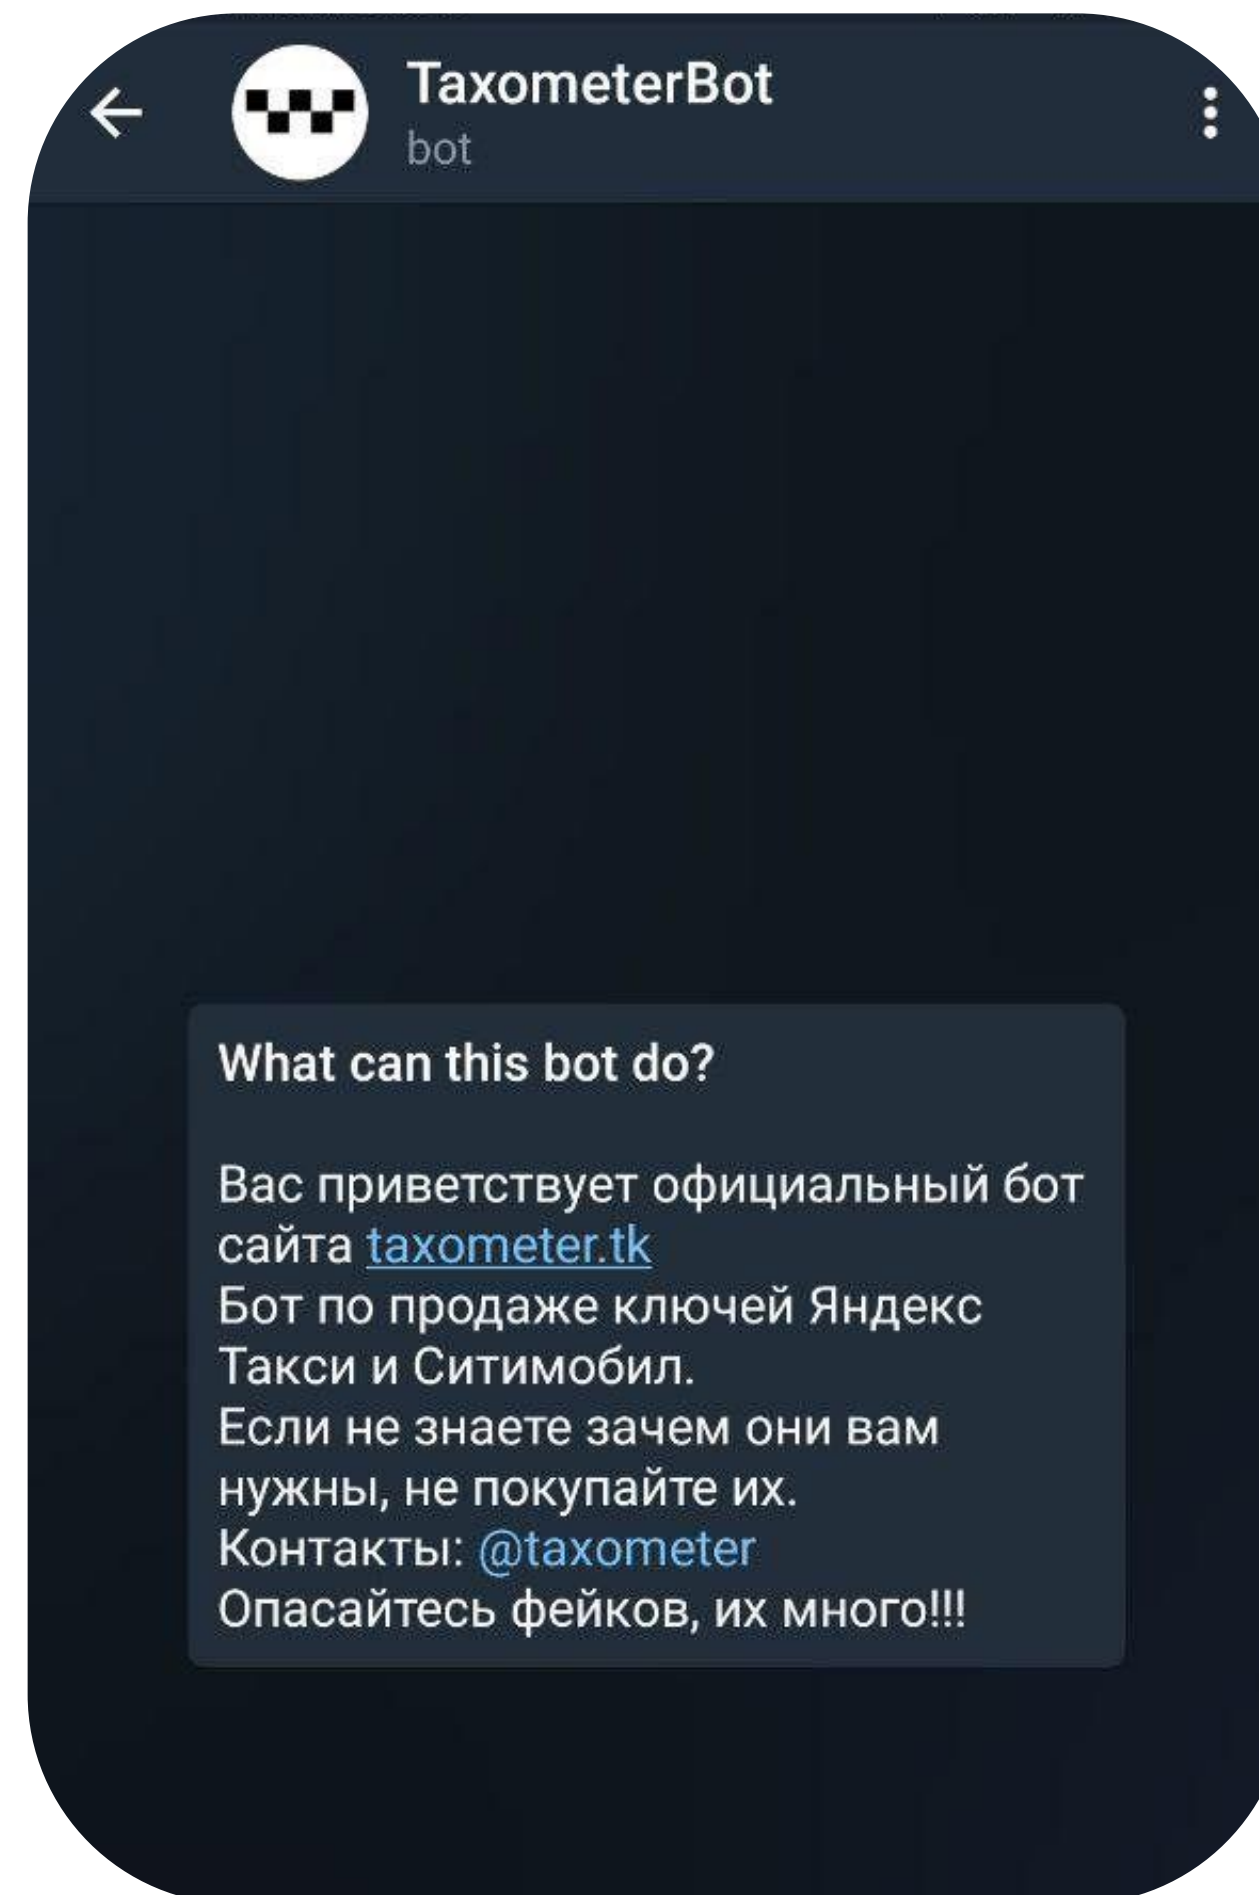 TaxometerBot
bot
What can this bot do?
Вас приветствует официальный бот
сайта taxometer.tk
Бот по продаже ключей Яндекс
Такси и Ситимобил.
Если не знаете зачем они вам
нужны, не покупайте их.
Контакты: @taxometer
Опасайтесь фейков, их много!!!